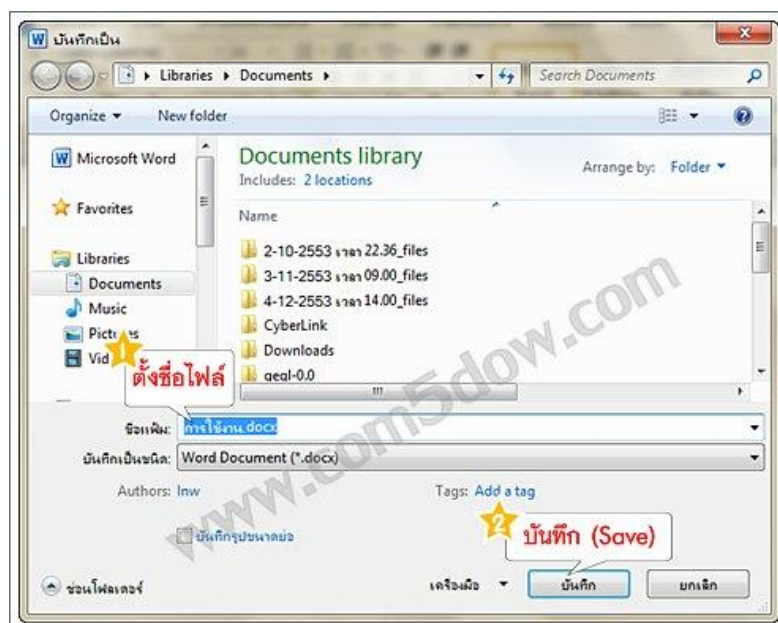 บันทึกเป็น
Libraries Documents Search Documents
Organize New folder
Microsoft Word
Favorites
Libraries
Documents
Music
Pictures
Vid
Documents library
Includes: 2 locations
Arrange by: Folder
Name
2-10-2553 เวลา 22.36_files
3-11-2553 เวลา 09.00_files
4-12-2553 เวลา 14.00_files
CyberLink
Downloads
gegl-0.0
1
ตั้งชื่อไฟล์
ชื่อแฟ้ม: การใช้งาน.docx
บันทึกเป็นชนิด: Word Document (*.docx)
Authors: lnw Tags: Add a tag
2
บันทึก (Save)
บันทึกรูปขนาดย่อ
ซ่อนโฟลเดอร์ เครื่องมือ บันทึก ยกเลิก
www.com5dow.com